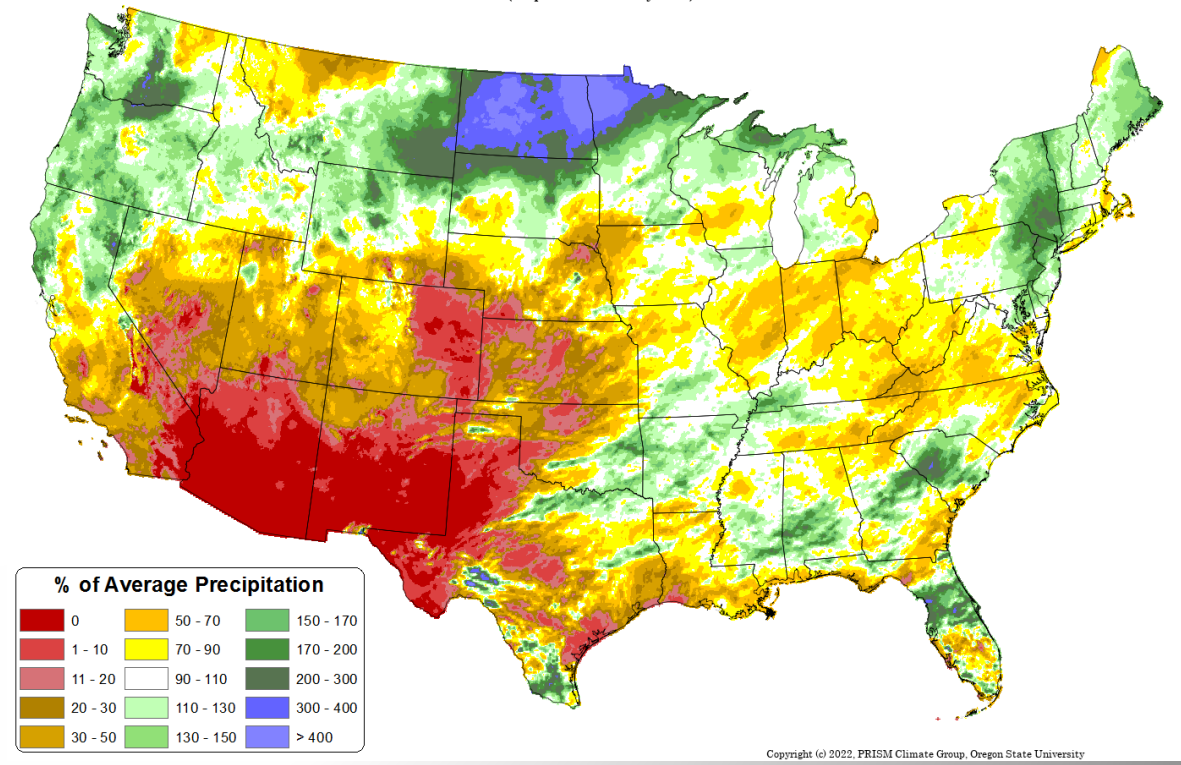 % of Average Precipitation
0 50 - 70 150 - 170
1 - 10 70 - 90 170 - 200
11 - 20 90 - 110 200 - 300
20 - 30 110 - 130 300 - 400
30 - 50 130 - 150 > 400
Copyright (c) 2022, PRISM Climate Group, Oregon State University